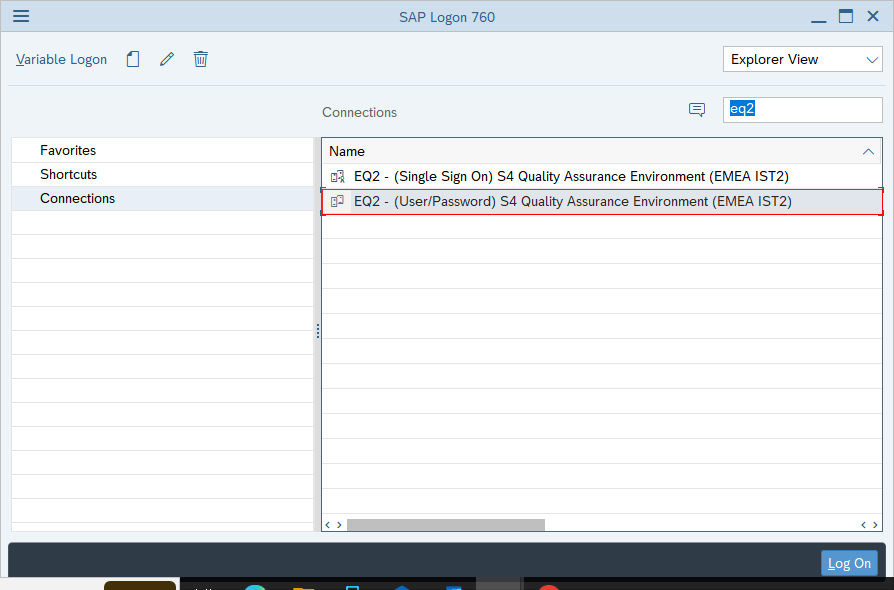 SAP Logon 760
Variable Logon
Explorer View
Connections
eq2
Favorites
Shortcuts
Connections
Name
EQ2 - (Single Sign On) S4 Quality Assurance Environment (EMEA IST2)
EQ2 - (User/Password) S4 Quality Assurance Environment (EMEA IST2)
Log On